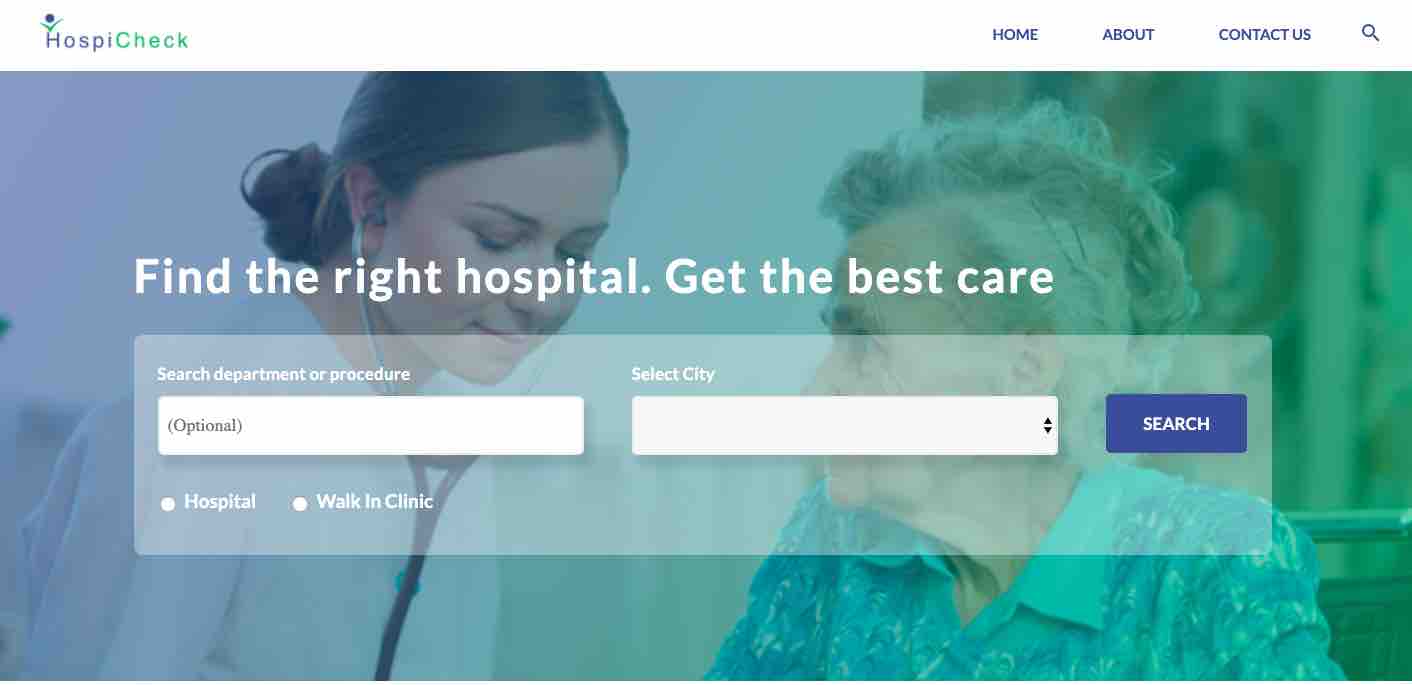 HospiCheck
HOME ABOUT CONTACT US
Find the right hospital. Get the best care
Search department or procedure
Select City
(Optional)
SEARCH
Hospital
Walk In Clinic